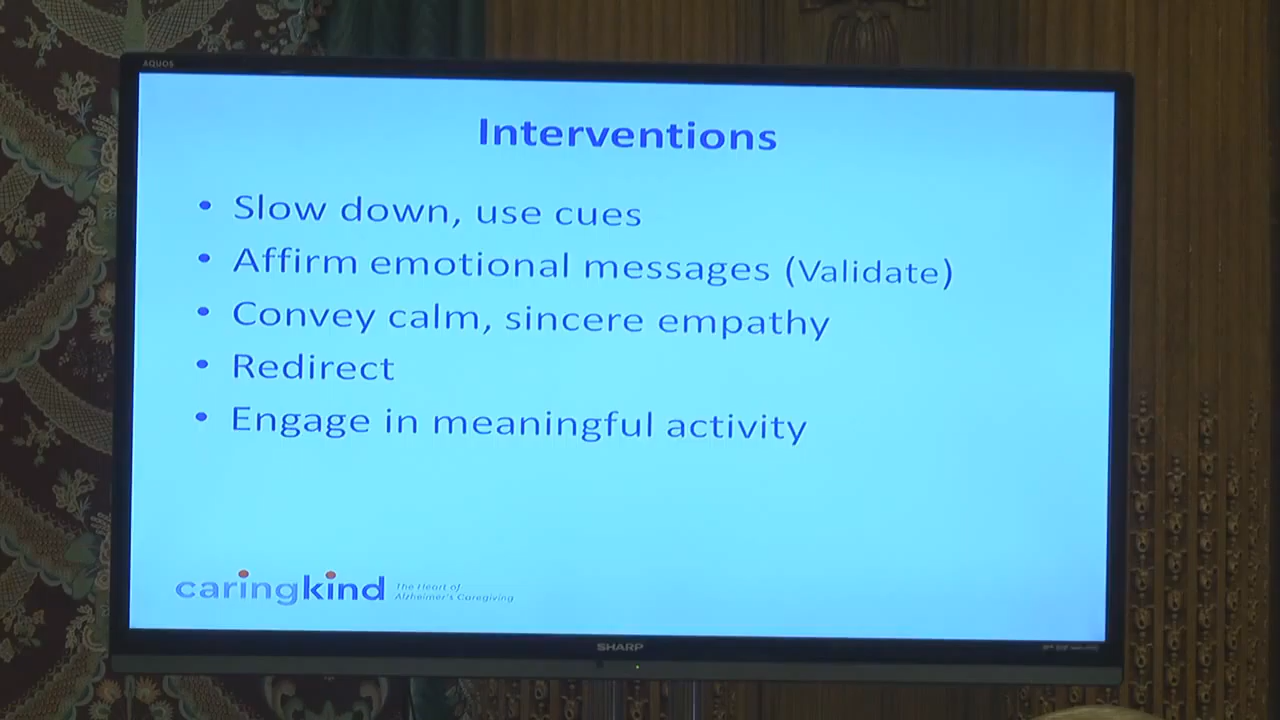 AQUOS
Interventions
• Slow down, use cues
• Affirm emotional messages (Validate)
• Convey calm, sincere empathy
• Redirect
• Engage in meaningful activity
caringkind
The Heart of
Alzheimer's Caregiving
SHARP